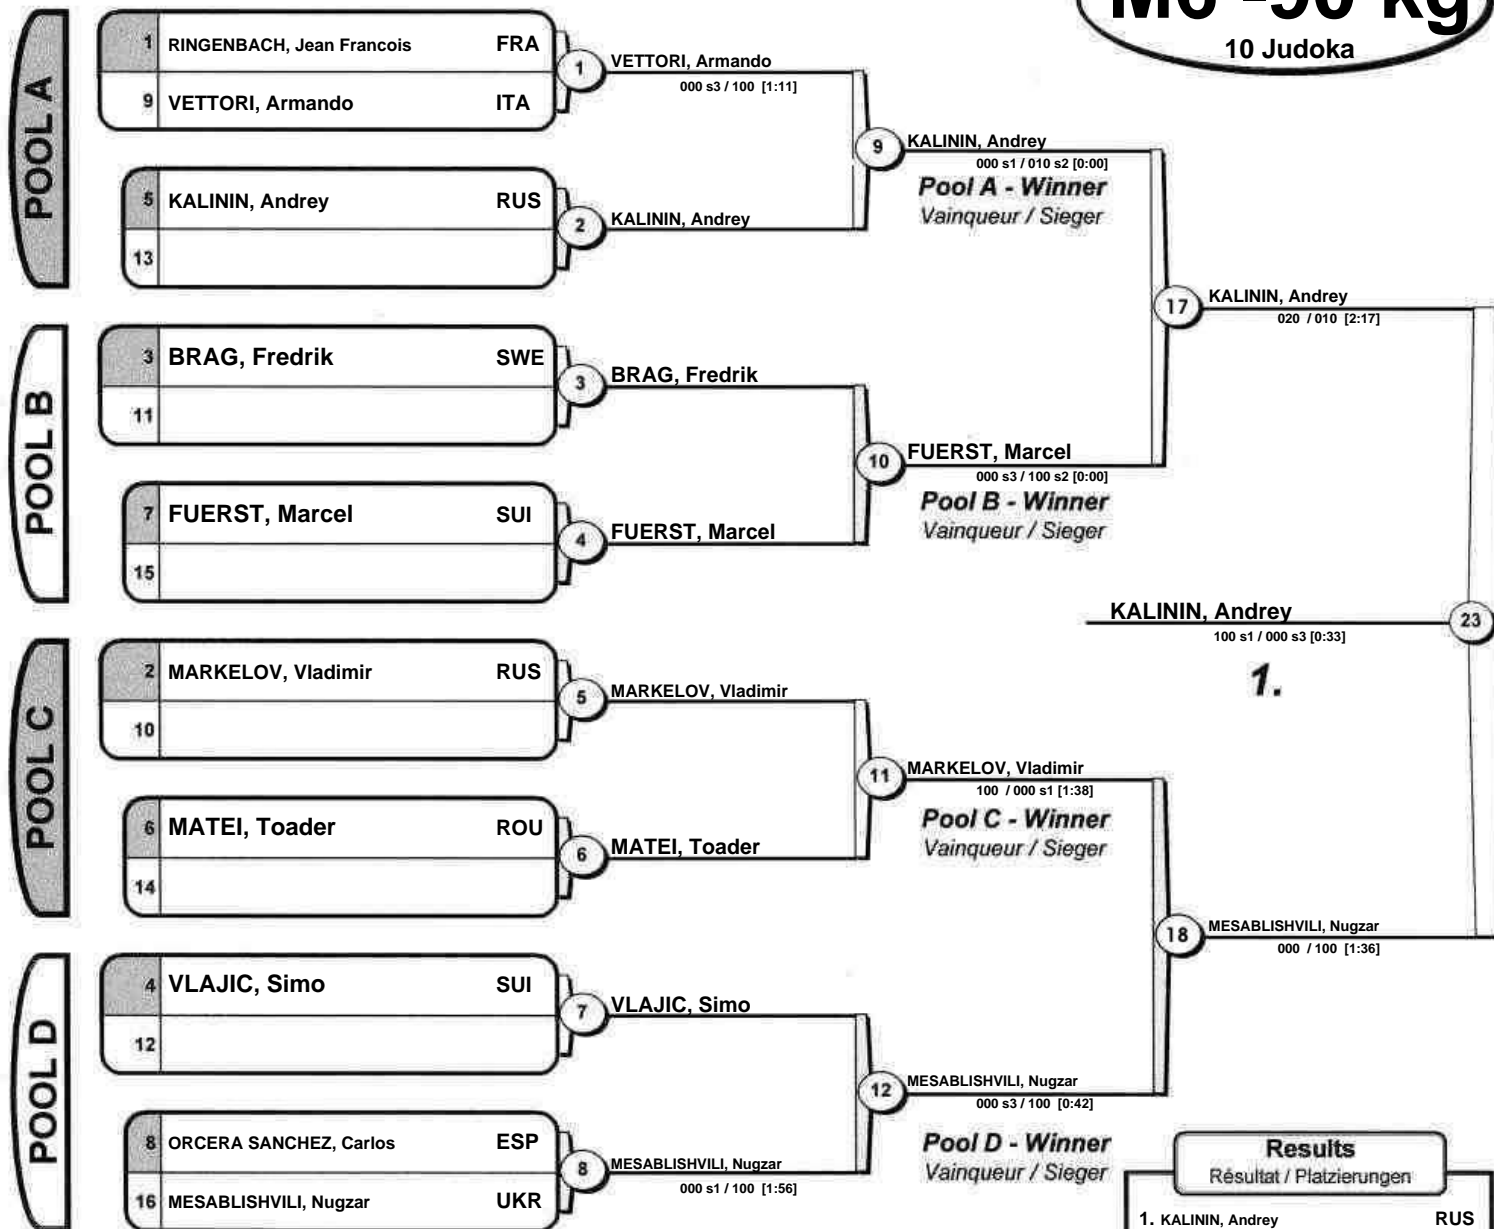 M6 -90 kg
10 Judoka
POOL A
1 RINGENBACH, Jean Francois FRA
9 VETTORI, Armando ITA
1
VETTORI, Armando
000 s3 / 100 [1:11]
5 KALININ, Andrey RUS
13
2
KALININ, Andrey
9
KALININ, Andrey
000 s1 / 010 s2 [0:00]
Pool A - Winner
Vainqueur / Sieger
POOL B
3 BRAG, Fredrik SWE
11
3
BRAG, Fredrik
7 FUERST, Marcel SUI
15
4
FUERST, Marcel
10
FUERST, Marcel
000 s3 / 100 s2 [0:00]
Pool B - Winner
Vainqueur / Sieger
17
KALININ, Andrey
020 / 010 [2:17]
KALININ, Andrey
100 s1 / 000 s3 [0:33]
1.
23
POOL C
2 MARKELOV, Vladimir RUS
10
5
MARKELOV, Vladimir
6 MATEI, Toader ROU
14
6
MATEI, Toader
11
MARKELOV, Vladimir
100 / 000 s1 [1:38]
Pool C - Winner
Vainqueur / Sieger
18
MESABLISHVILI, Nugzar
000 / 100 [1:36]
POOL D
4 VLAJIC, Simo SUI
12
7
VLAJIC, Simo
8 ORCERA SANCHEZ, Carlos ESP
16 MESABLISHVILI, Nugzar UKR
8
MESABLISHVILI, Nugzar
000 s1 / 100 [1:56]
12
MESABLISHVILI, Nugzar
000 s3 / 100 [0:42]
Pool D - Winner
Vainqueur / Sieger
Results
Résultat / Platzierungen
1. KALININ, Andrey RUS